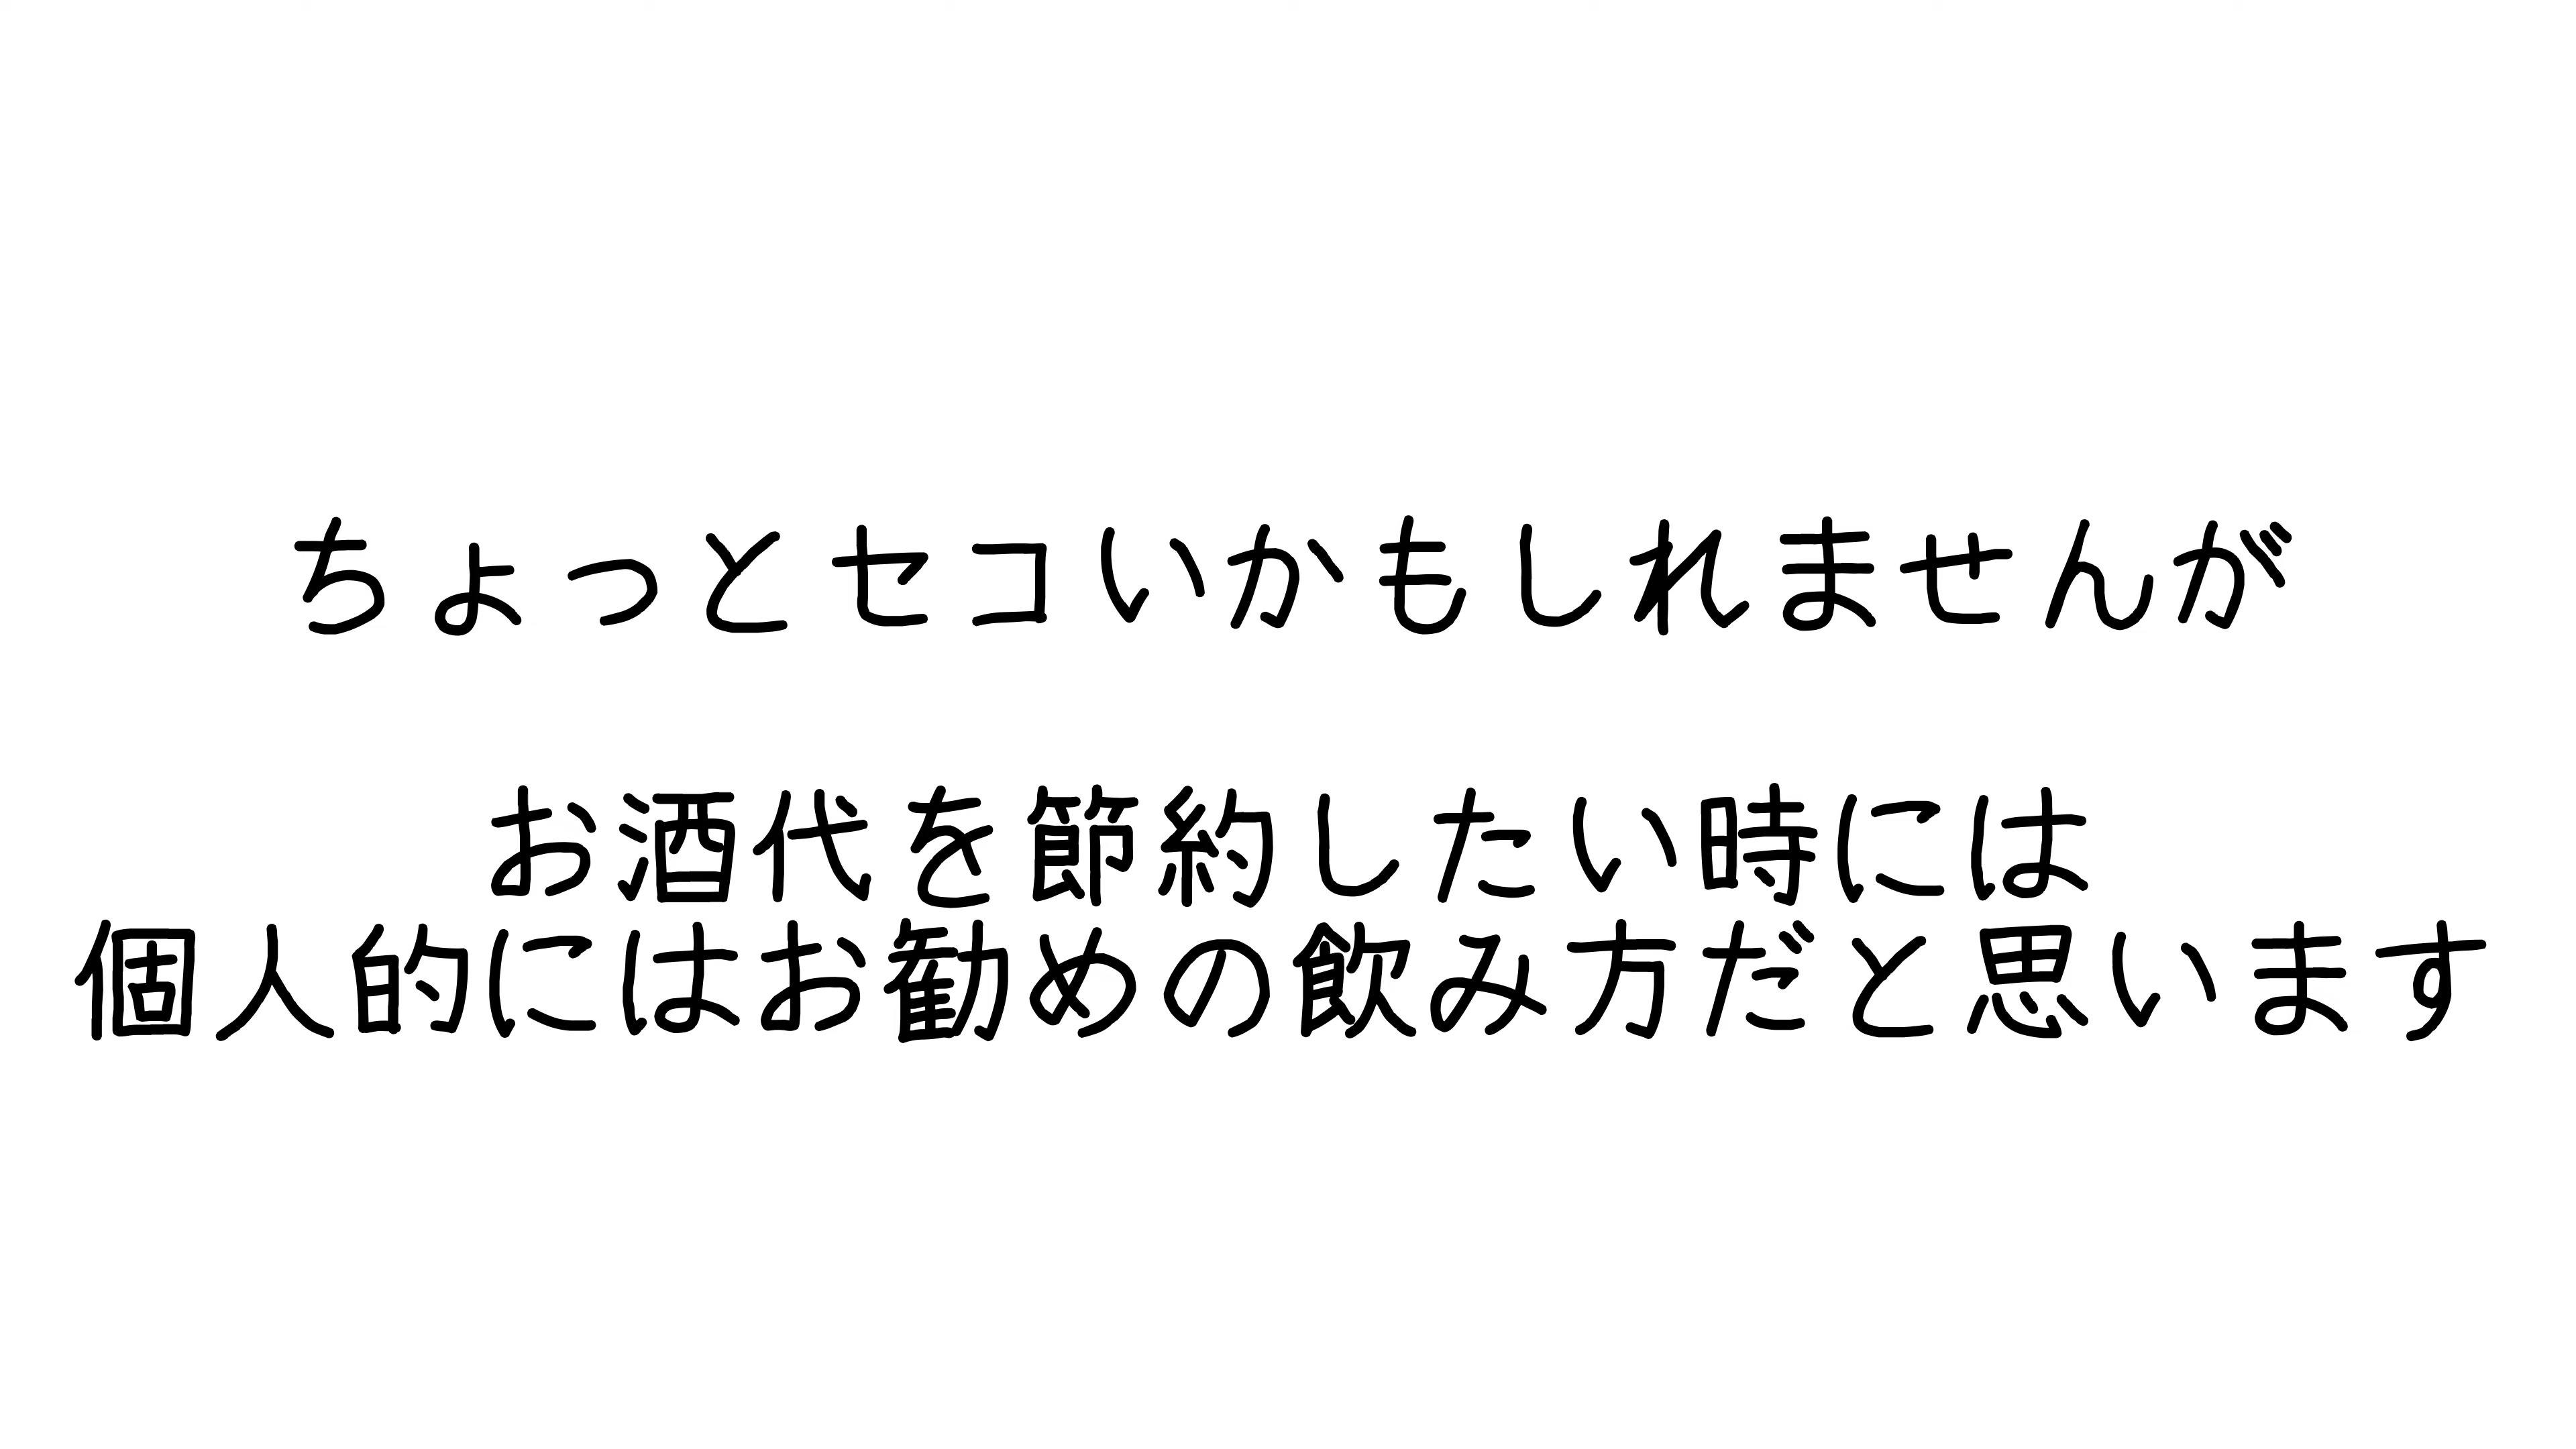 ちょっとセコいかもしれませんが
お酒代を節約したい時には
個人的にはお勧めの飲み方だと思います